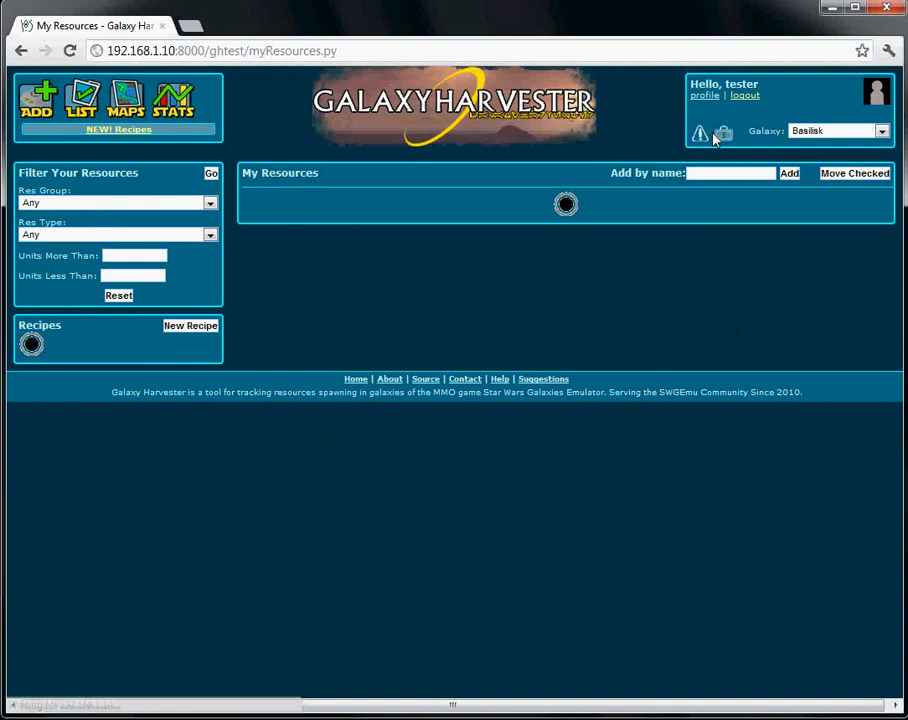 My Resources - Galaxy Har
192.168.1.10:8000/ghtest/myResources.py
ADD LIST MAPS STATS
NEW! Recipes
GALAXY HARVESTER
Hello, tester
profile | logout
Galaxy: Basilisk
Filter Your Resources Go
Res Group:
Any
Res Type:
Any
Units More Than:
Units Less Than:
Reset
My Resources Add by name: Add Move Checked
Recipes New Recipe
Home | About | Source | Contact | Help | Suggestions
Galaxy Harvester is a tool for tracking resources spawning in galaxies of the MMO game Star Wars Galaxies Emulator. Serving the SWGEmu Community Since 2010.